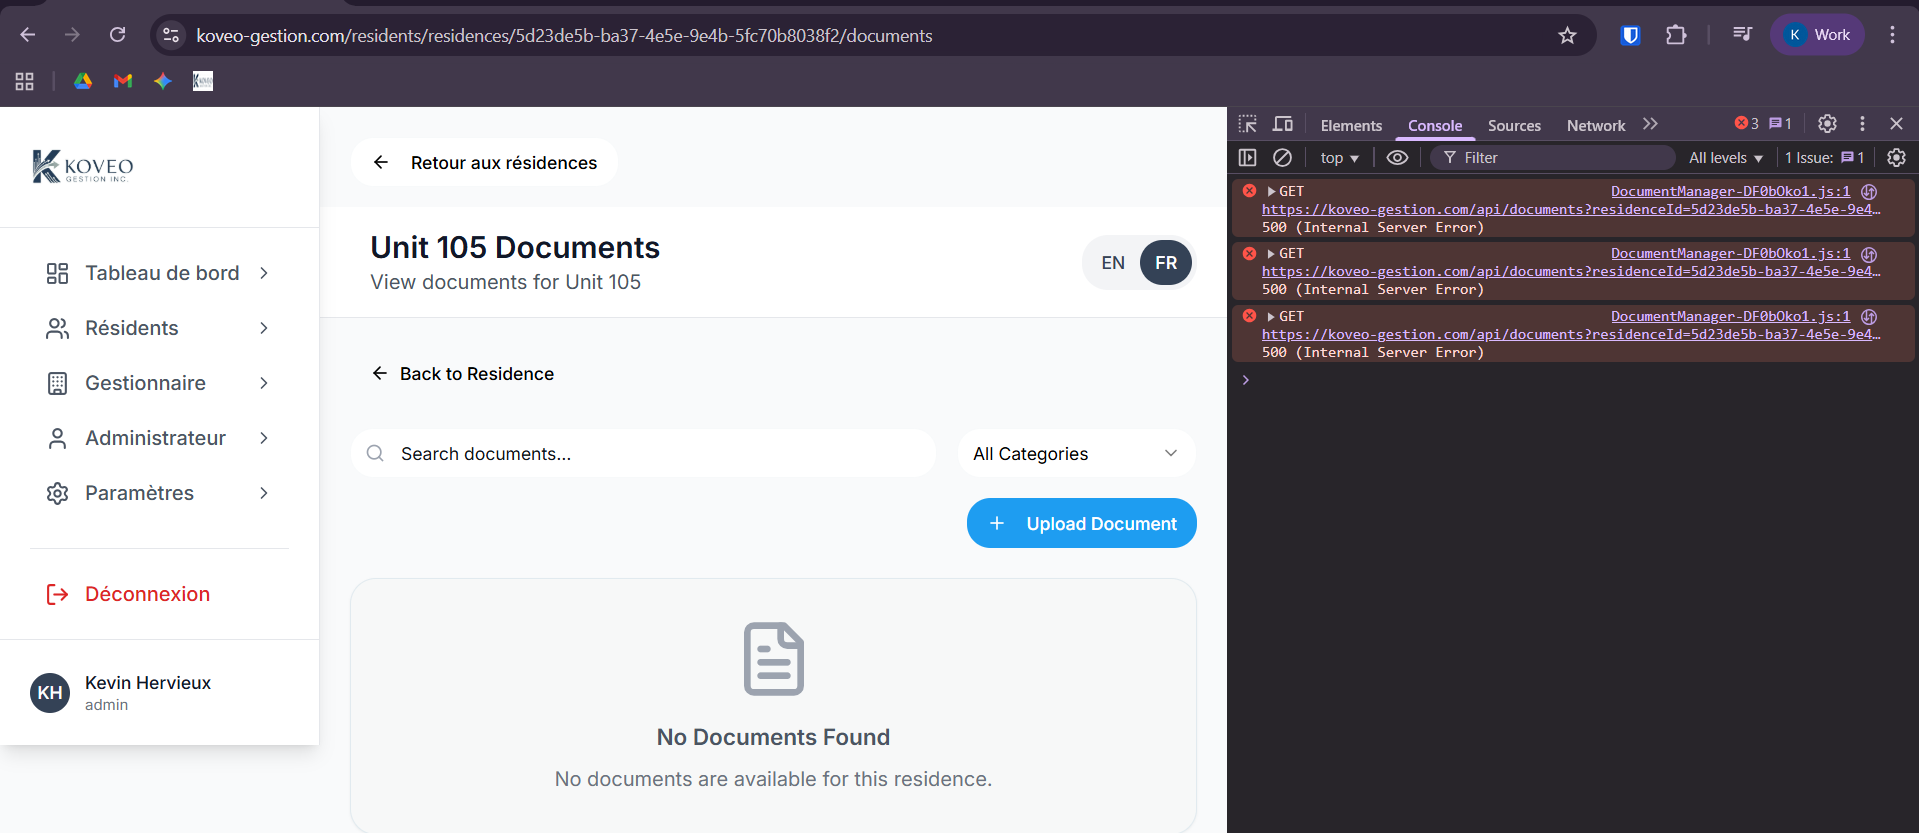 koveo-gestion.com/residents/residences/5d23de5b-ba37-4e5e-9e4b-5fc70b8038f2/documents
K Work
KOVEO
GESTION INC.
Tableau de bord
Résidents
Gestionnaire
Administrateur
Paramètres
Déconnexion
KH
Kevin Hervieux
admin
Retour aux résidences
Unit 105 Documents
View documents for Unit 105
EN FR
Back to Residence
Search documents...
All Categories
Upload Document
No Documents Found
No documents are available for this residence.
Elements Console Sources Network 3 1
top Filter All levels 1 Issue: 1
GET DocumentManager-DF0bOko1.js:1
https://koveo-gestion.com/api/documents?residenceId=5d23de5b-ba37-4e5e-9e4…
500 (Internal Server Error)
GET DocumentManager-DF0bOko1.js:1
https://koveo-gestion.com/api/documents?residenceId=5d23de5b-ba37-4e5e-9e4…
500 (Internal Server Error)
GET DocumentManager-DF0bOko1.js:1
https://koveo-gestion.com/api/documents?residenceId=5d23de5b-ba37-4e5e-9e4…
500 (Internal Server Error)